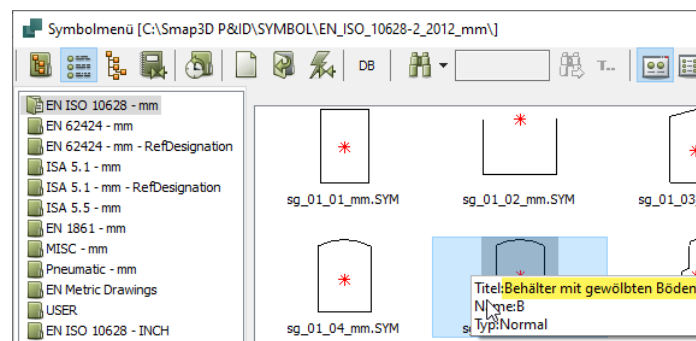 Symbolmenü [C:\Smap3D P&ID\SYMBOL\EN_ISO_10628-2_2012_mm\]
DB
T...
EN ISO 10628 - mm
EN 62424 - mm
EN 62424 - mm - RefDesignation
ISA 5.1 - mm
ISA 5.1 - mm - RefDesignation
ISA 5.5 - mm
EN 1861 - mm
MISC - mm
Pneumatic - mm
EN Metric Drawings
USER
EN ISO 10628 - INCH
sg_01_01_mm.SYM
sg_01_02_mm.SYM
sg_01_03
sg_01_04_mm.SYM
Titel:Behälter mit gewölbten Böden
Name:B
Typ:Normal